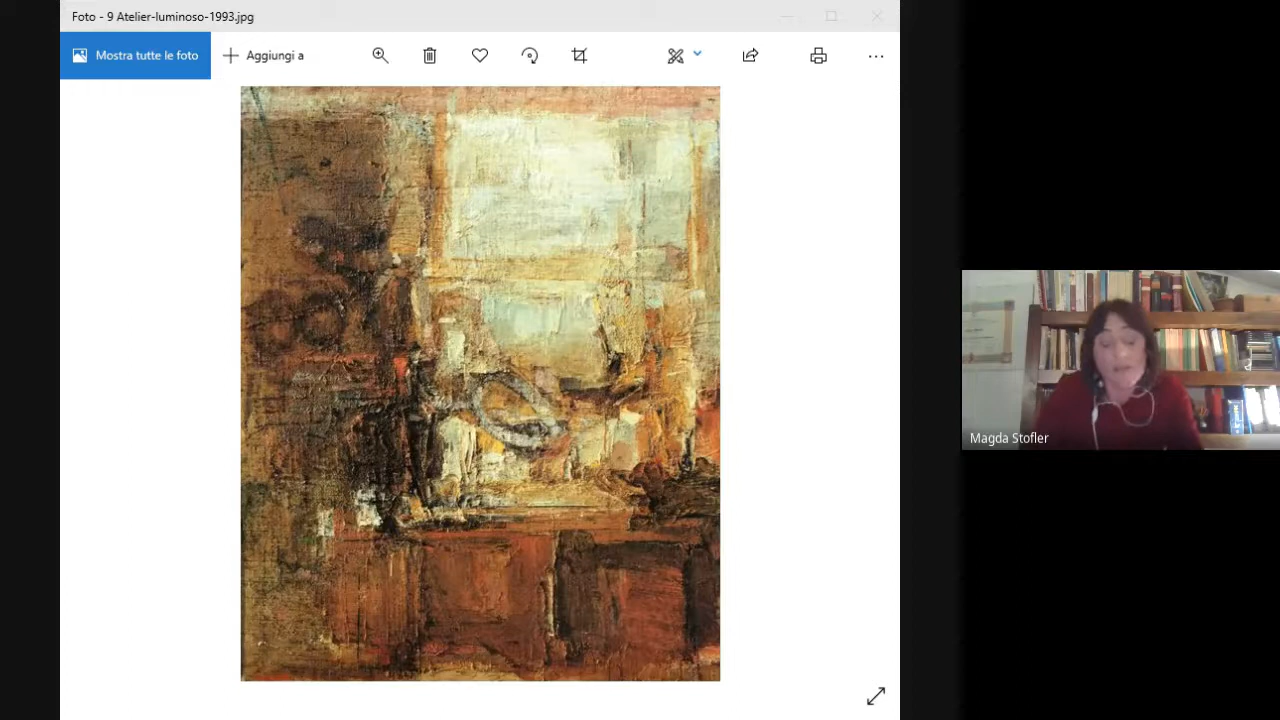 Foto - 9 Atelier-luminoso-1993.jpg
Mostra tutte le foto
Aggiungi a
Magda Stofler